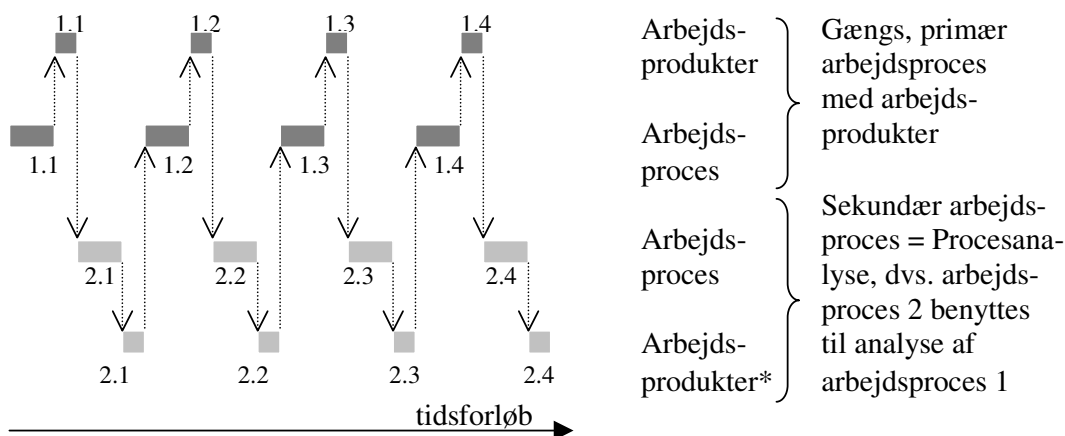 1.1 1.2 1.3 1.4
1.1 1.2 1.3 1.4
2.1 2.2 2.3 2.4
2.1 2.2 2.3 2.4
tidsforløb
Arbejds-
produkter
Arbejds-
proces
Arbejds-
proces
Arbejds-
produkter*
Gængs, primær
arbejdsproces
med arbejds-
produkter
Sekundær arbejds-
proces = Procesana-
lyse, dvs. arbejds-
proces 2 benyttes
til analyse af
arbejdsproces 1